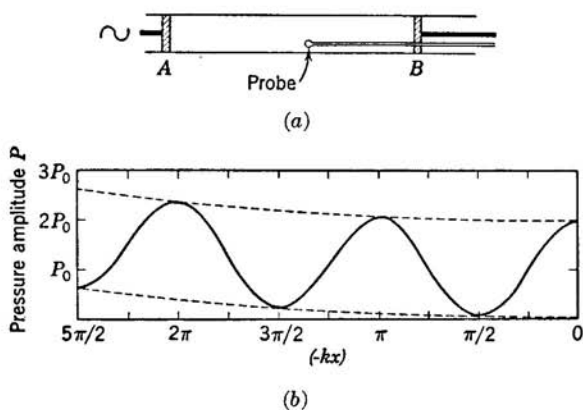 A
B
Probe
(a)
Pressure amplitude P
3P₀
2P₀
P₀
5π/2 2π 3π/2 π π/2 0
(-kx)
(b)